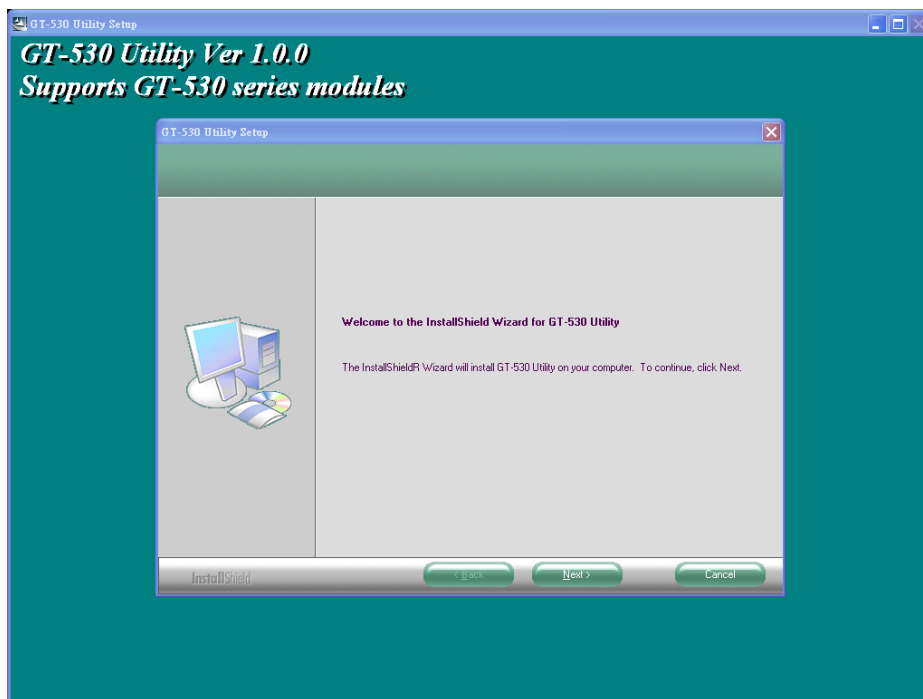 GT-530 Utility Setup
GT-530 Utility Ver 1.0.0
Supports GT-530 series modules
GT-530 Utility Setup
Welcome to the InstallShield Wizard for GT-530 Utility
The InstallShieldR Wizard will install GT-530 Utility on your computer. To continue, click Next.
InstallShield
< Back
Next >
Cancel